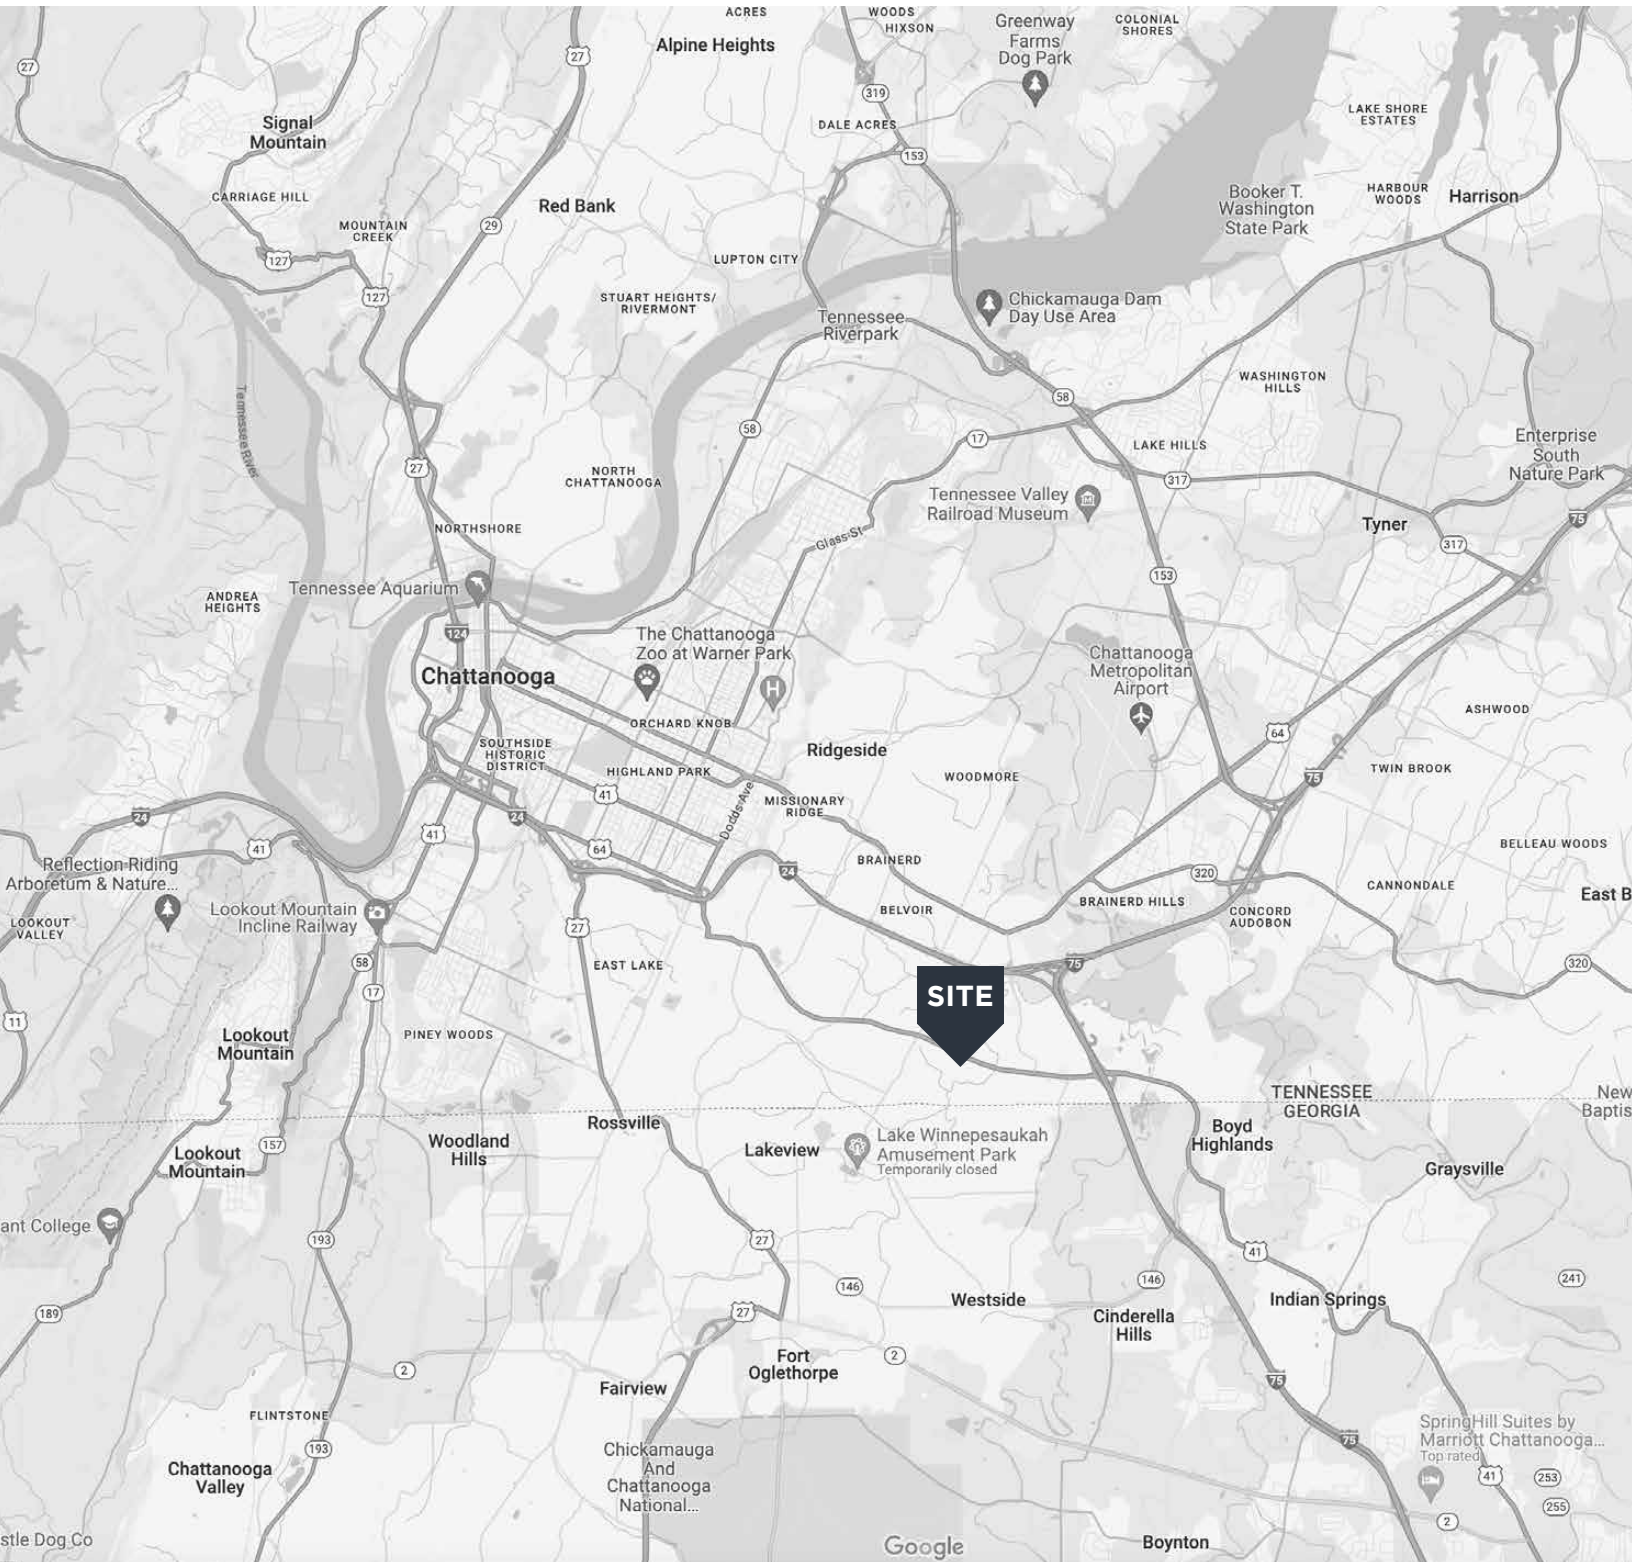 ACRES
WOODS
HIXSON
Greenway
Farms
Dog Park
COLONIAL
SHORES
Alpine Heights
27
27
319
LAKE SHORE
ESTATES
Signal
Mountain
DALE ACRES
153
CARRIAGE HILL
Red Bank
Booker T.
Washington
State Park
HARBOUR
WOODS
Harrison
MOUNTAIN
CREEK
29
127
LUPTON CITY
127
STUART HEIGHTS/
RIVERMONT
Chickamauga Dam
Day Use Area
Tennessee
Riverpark
WASHINGTON
HILLS
58
Tennessee River
58
17
LAKE HILLS
Enterprise
South
Nature Park
27
NORTH
CHATTANOOGA
317
Tennessee Valley
Railroad Museum
75
NORTHSHORE
Glass St
Tyner
317
153
Tennessee Aquarium
ANDREA
HEIGHTS
124
The Chattanooga
Zoo at Warner Park
H
Chattanooga
Metropolitan
Airport
Chattanooga
ORCHARD KNOB
ASHWOOD
64
SOUTHSIDE
HISTORIC
DISTRICT
Ridgeside
HIGHLAND PARK
WOODMORE
75
TWIN BROOK
41
MISSIONARY
RIDGE
Dodds Ave
24
24
41
41
64
BELLEAU WOODS
Reflection Riding
Arboretum & Nature...
24
BRAINERD
320
CANNONDALE
East B
LOOKOUT
VALLEY
Lookout Mountain
Incline Railway
BELVOIR
BRAINERD HILLS
CONCORD
AUDOBON
27
58
EAST LAKE
75
320
17
SITE
11
Lookout
Mountain
PINEY WOODS
TENNESSEE
GEORGIA
New
Baptis
Rossville
Boyd
Highlands
157
Lookout
Mountain
Woodland
Hills
Lakeview
Lake Winnepesaukah
Amusement Park
Temporarily closed
Graysville
ant College
193
27
41
146
146
241
189
27
Westside
Cinderella
Hills
Indian Springs
2
Fort
Oglethorpe
2
Fairview
75
FLINTSTONE
193
Chickamauga
And
Chattanooga
National...
75
SpringHill Suites by
Marriott Chattanooga...
Top rated
Chattanooga
Valley
41
253
255
2
stle Dog Co
Google
Boynton